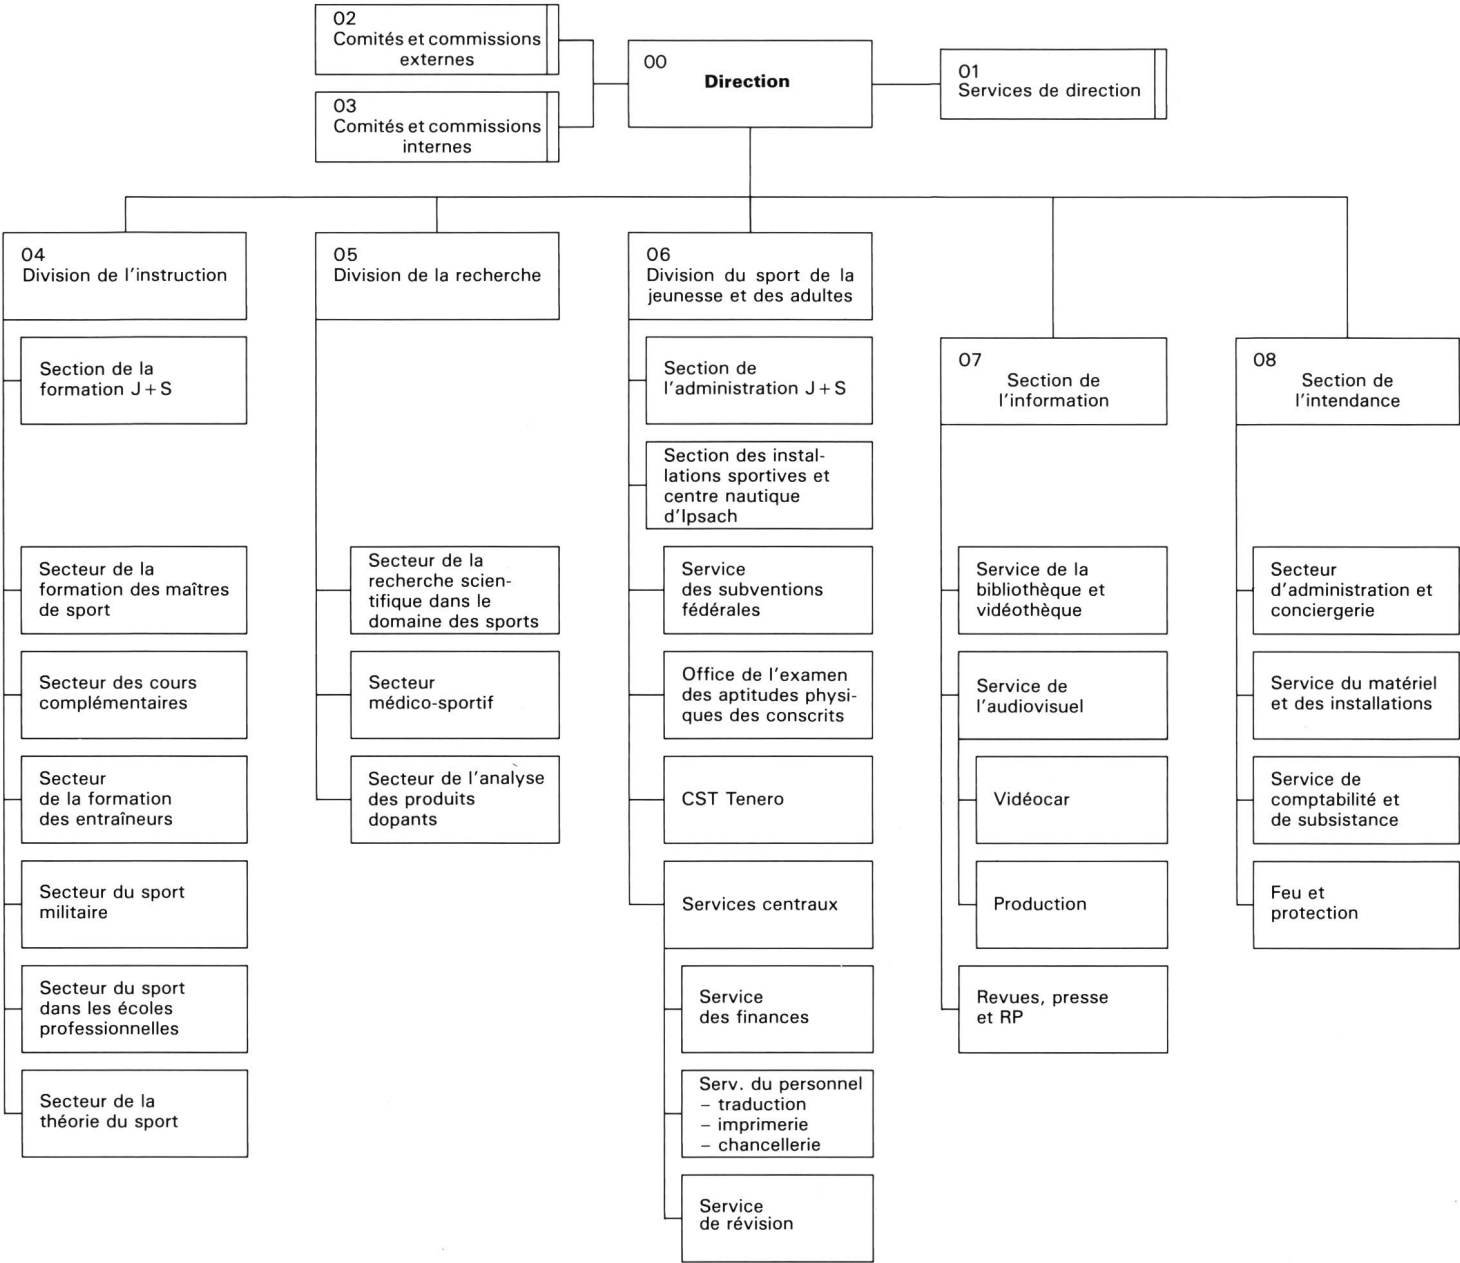 02
Comités et commissions
externes
03
Comités et commissions
internes
00
Direction
01
Services de direction
04
Division de l'instruction
Section de la
formation J+S
Secteur de la
formation des maîtres
de sport
Secteur des cours
complémentaires
Secteur
de la formation
des entraîneurs
Secteur du sport
militaire
Secteur du sport
dans les écoles
professionnelles
Secteur de la
théorie du sport
05
Division de la recherche
Secteur de la
recherche scien-
tifique dans le
domaine des sports
Secteur
médico-sportif
Secteur de l'analyse
des produits
dopants
06
Division du sport de la
jeunesse et des adultes
Section de
l'administration J+S
Section des instal-
lations sportives et
centre nautique
d'Ipsach
Service
des subventions
fédérales
Office de l'examen
des aptitudes physi-
ques des conscrits
CST Tenero
Services centraux
Service
des finances
Serv. du personnel
– traduction
– imprimerie
– chancellerie
Service
de révision
07
Section de
l'information
Service de la
bibliothèque et
vidéothèque
Service de
l'audiovisuel
Vidéocar
Production
Revues, presse
et RP
08
Section de
l'intendance
Secteur
d'administration et
conciergerie
Service du matériel
et des installations
Service de
comptabilité et
de subsistance
Feu et
protection